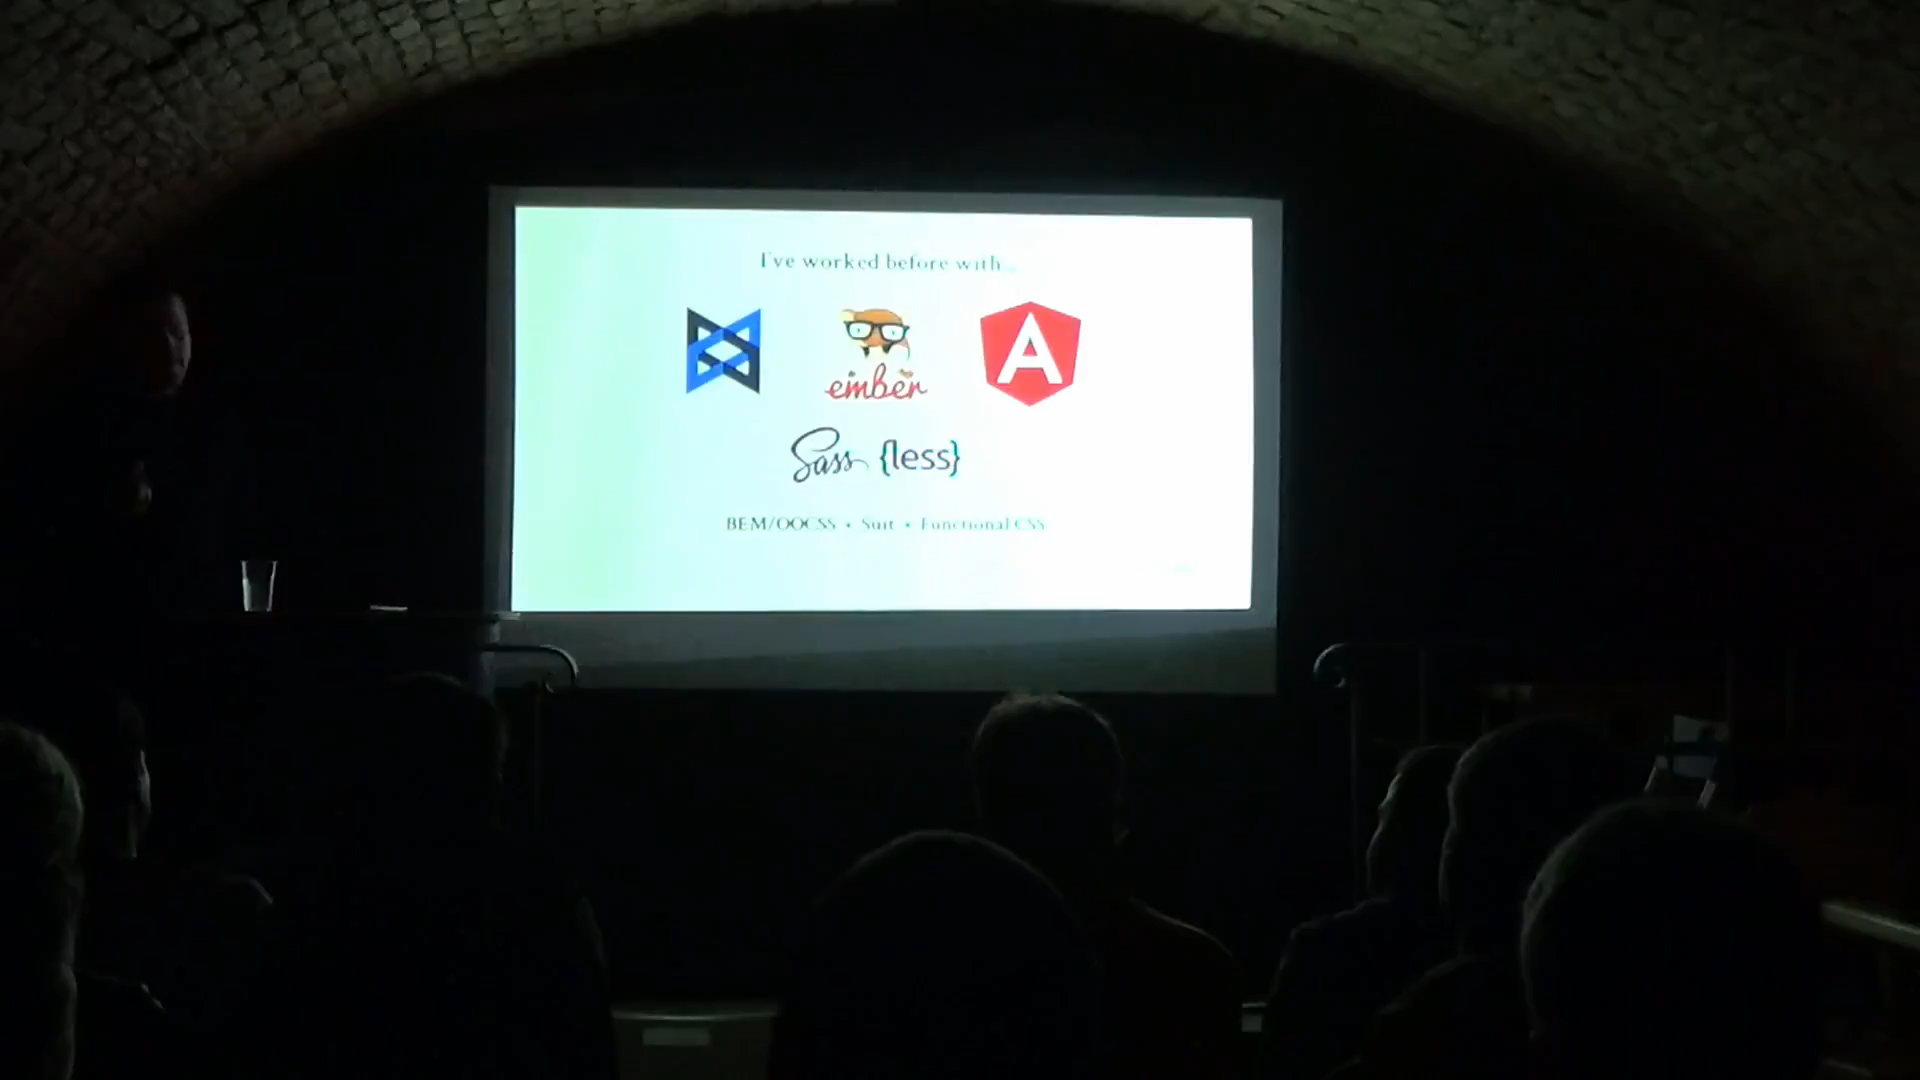 I've worked before with...
ember
A
Sass {less}
BEM/OOCSS • Suit • Functional CSS